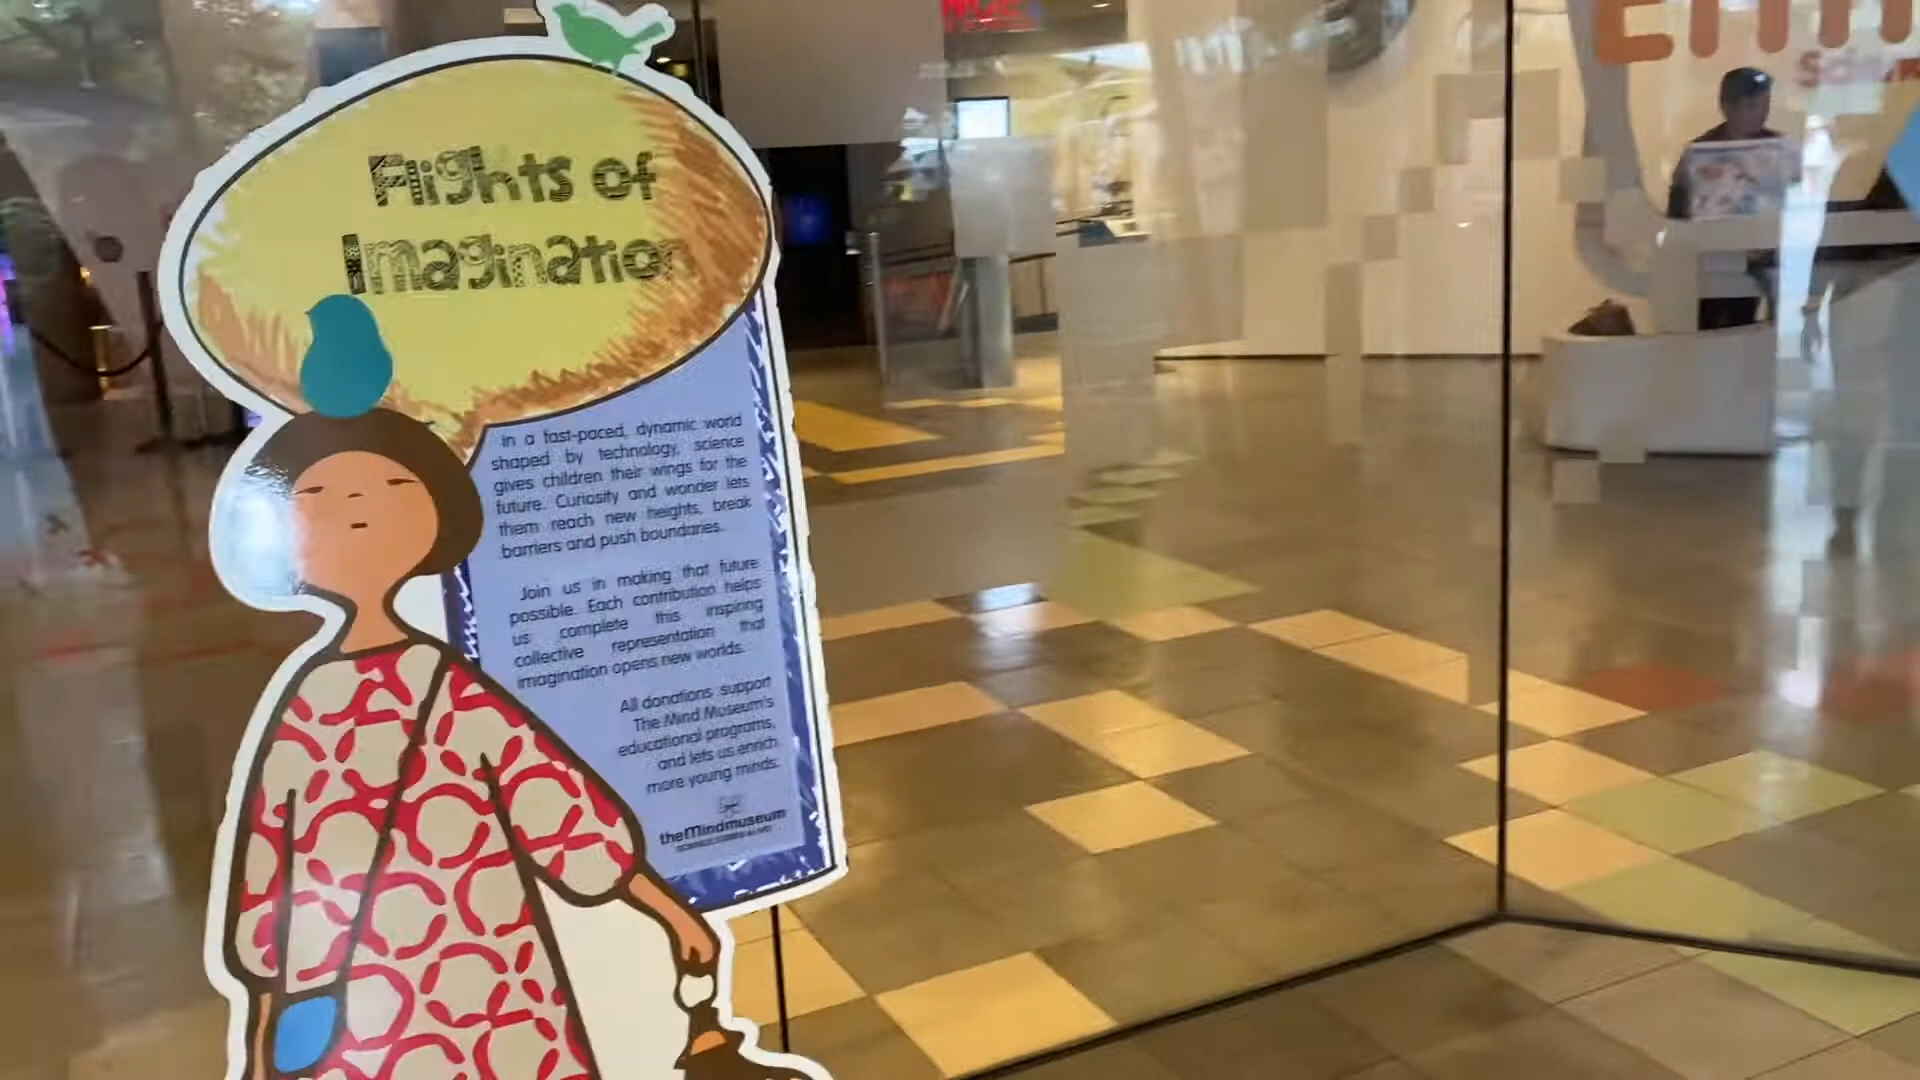 Flights of
Imagination
In a fast-paced, dynamic world
shaped by technology, science
gives children their wings for the
future. Curiosity and wonder lets
them reach new heights, break
barriers and push boundaries.
Join us in making that future
possible. Each contribution helps
us complete this inspiring
collective representation that
imagination opens new worlds.
All donations support
The Mind Museum's
educational programs,
and lets us enrich
more young minds.
theMindmuseum